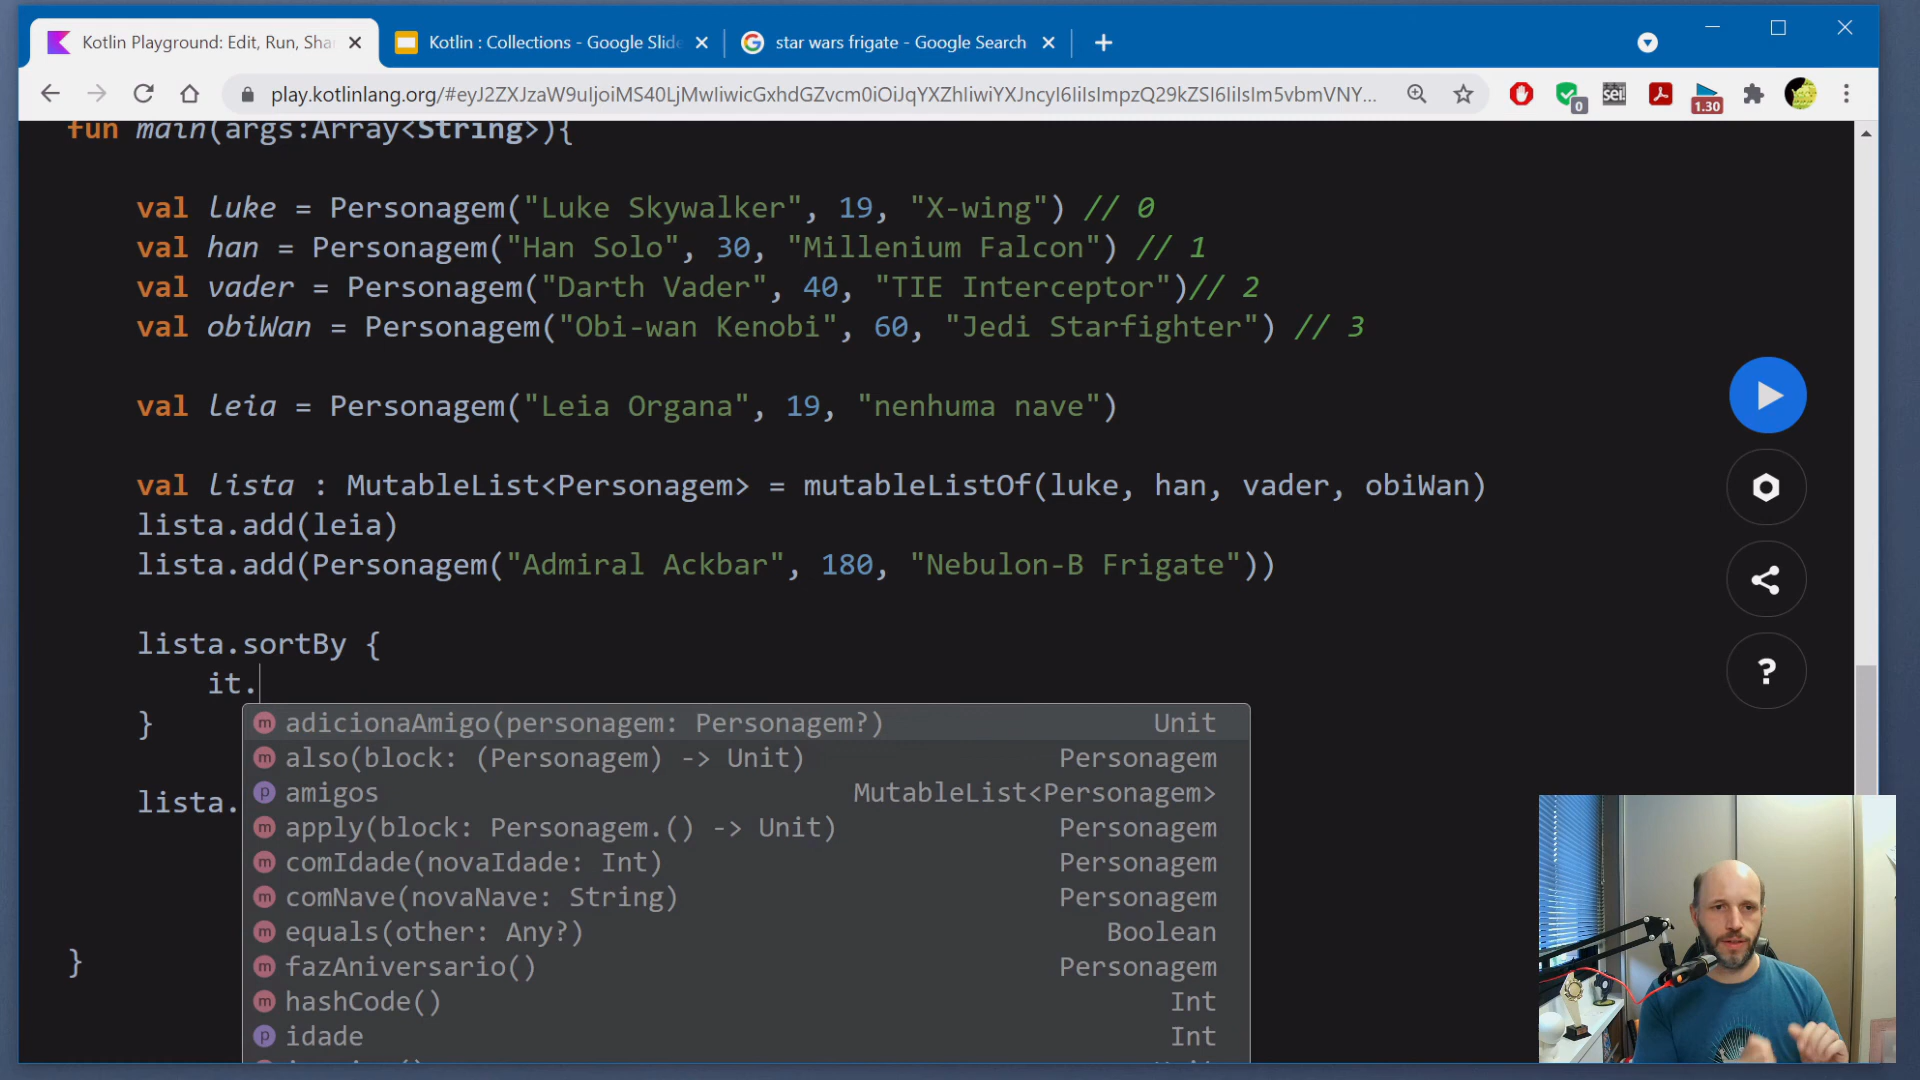 Kotlin Playground: Edit, Run, Shar
Kotlin : Collections - Google Slide
star wars frigate - Google Search
play.kotlinlang.org/#eyJ2ZXJzaW9uIjoiMS40LjMwIiwicGxhdGZvcm0iOiJqYXZhIiwiYXJncyI6IiIsImpzQ29kZSI6IiIsIm5vbmVNY...
0
sei!
1.30
fun main(args:Array<String>){
val luke = Personagem("Luke Skywalker", 19, "X-wing") // 0
val han = Personagem("Han Solo", 30, "Millenium Falcon") // 1
val vader = Personagem("Darth Vader", 40, "TIE Interceptor")// 2
val obiWan = Personagem("Obi-wan Kenobi", 60, "Jedi Starfighter") // 3
val leia = Personagem("Leia Organa", 19, "nenhuma nave")
val lista : MutableList<Personagem> = mutableListOf(luke, han, vader, obiWan)
lista.add(leia)
lista.add(Personagem("Admiral Ackbar", 180, "Nebulon-B Frigate"))
lista.sortBy {
it.
}
lista.
}
m adicionaAmigo(personagem: Personagem?) Unit
m also(block: (Personagem) -> Unit) Personagem
p amigos MutableList<Personagem>
m apply(block: Personagem.() -> Unit) Personagem
m comIdade(novaIdade: Int) Personagem
m comNave(novaNave: String) Personagem
m equals(other: Any?) Boolean
m fazAniversario() Personagem
m hashCode() Int
p idade Int
?